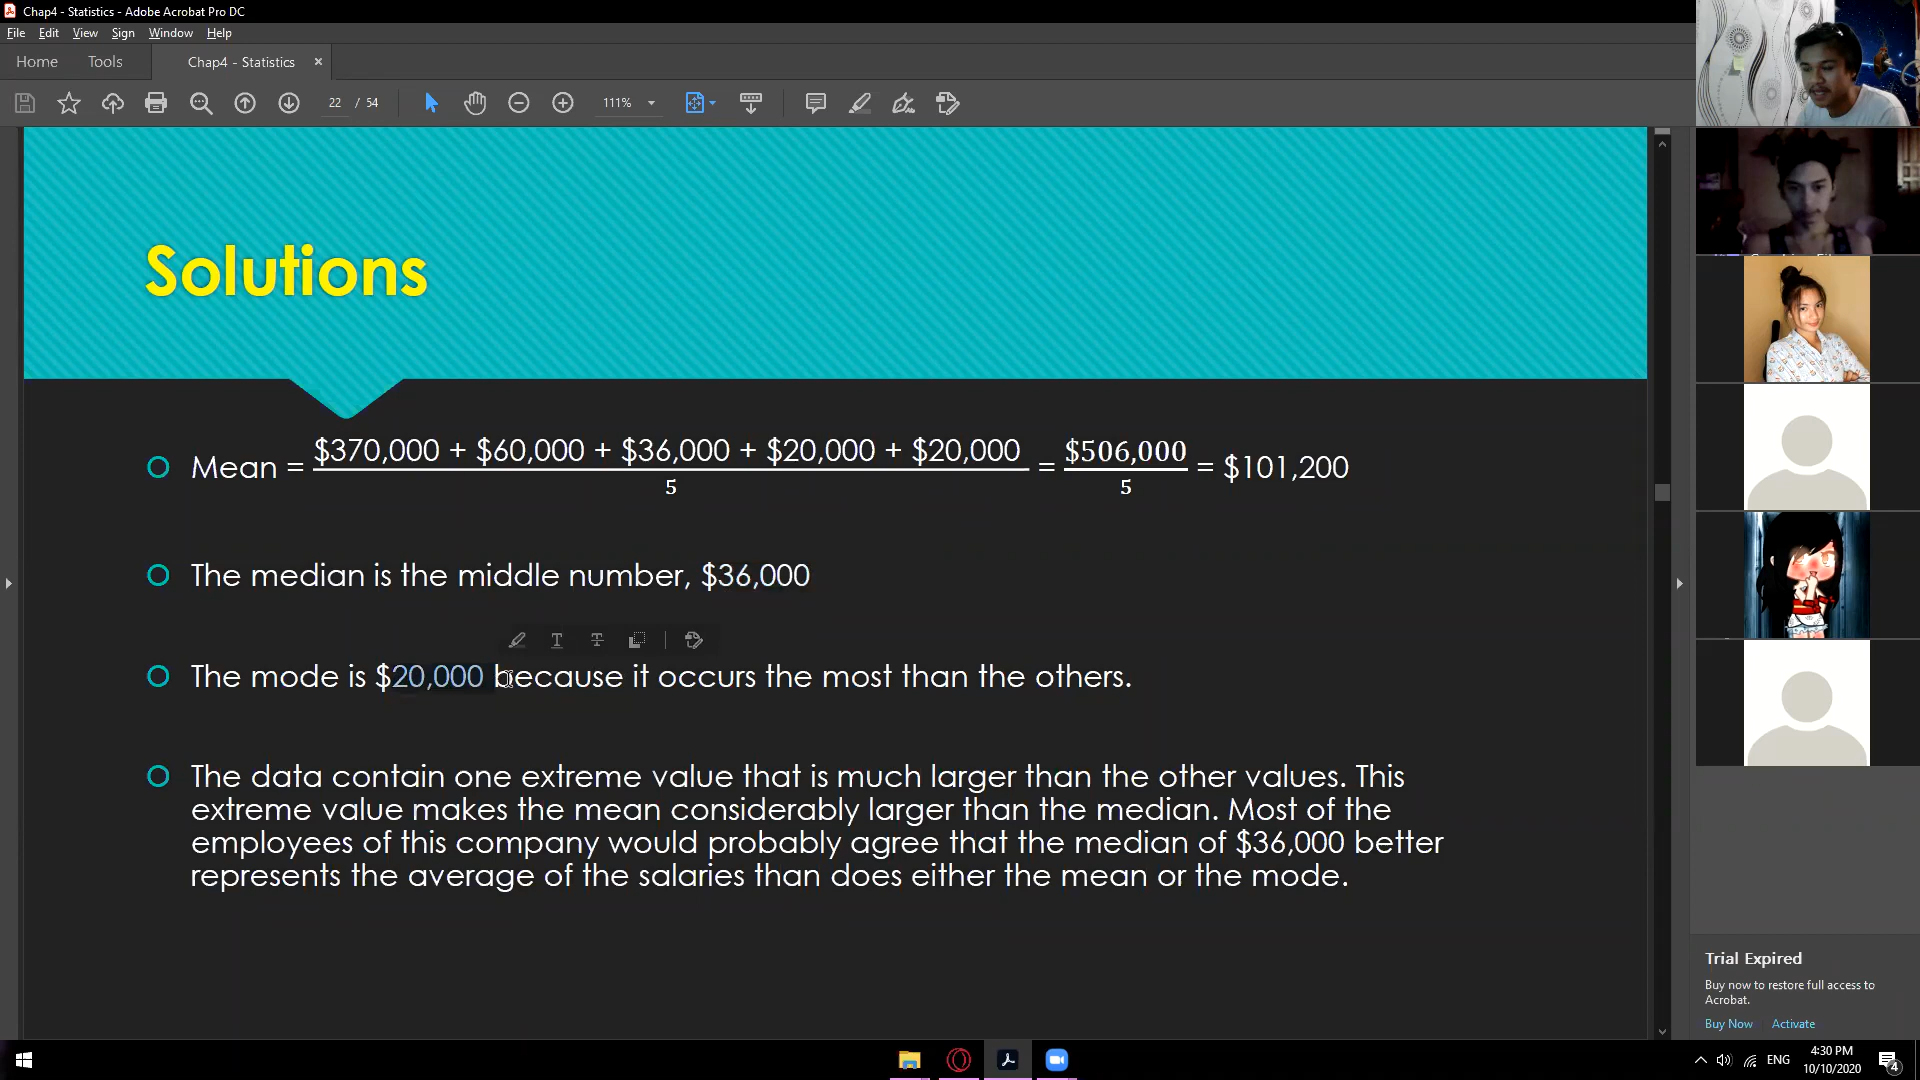 Chap4 - Statistics - Adobe Acrobat Pro DC
File Edit View Sign Window Help
Home Tools Chap4 - Statistics ×
22 / 54 111%
Solutions
Mean = $370,000 + $60,000 + $36,000 + $20,000 + $20,000 / 5 = $506,000 / 5 = $101,200
The median is the middle number, $36,000
The mode is $20,000 because it occurs the most than the others.
The data contain one extreme value that is much larger than the other values. This
extreme value makes the mean considerably larger than the median. Most of the
employees of this company would probably agree that the median of $36,000 better
represents the average of the salaries than does either the mean or the mode.
Trial Expired
Buy now to restore full access to
Acrobat.
Buy Now Activate
ENG
4:30 PM
10/10/2020
4